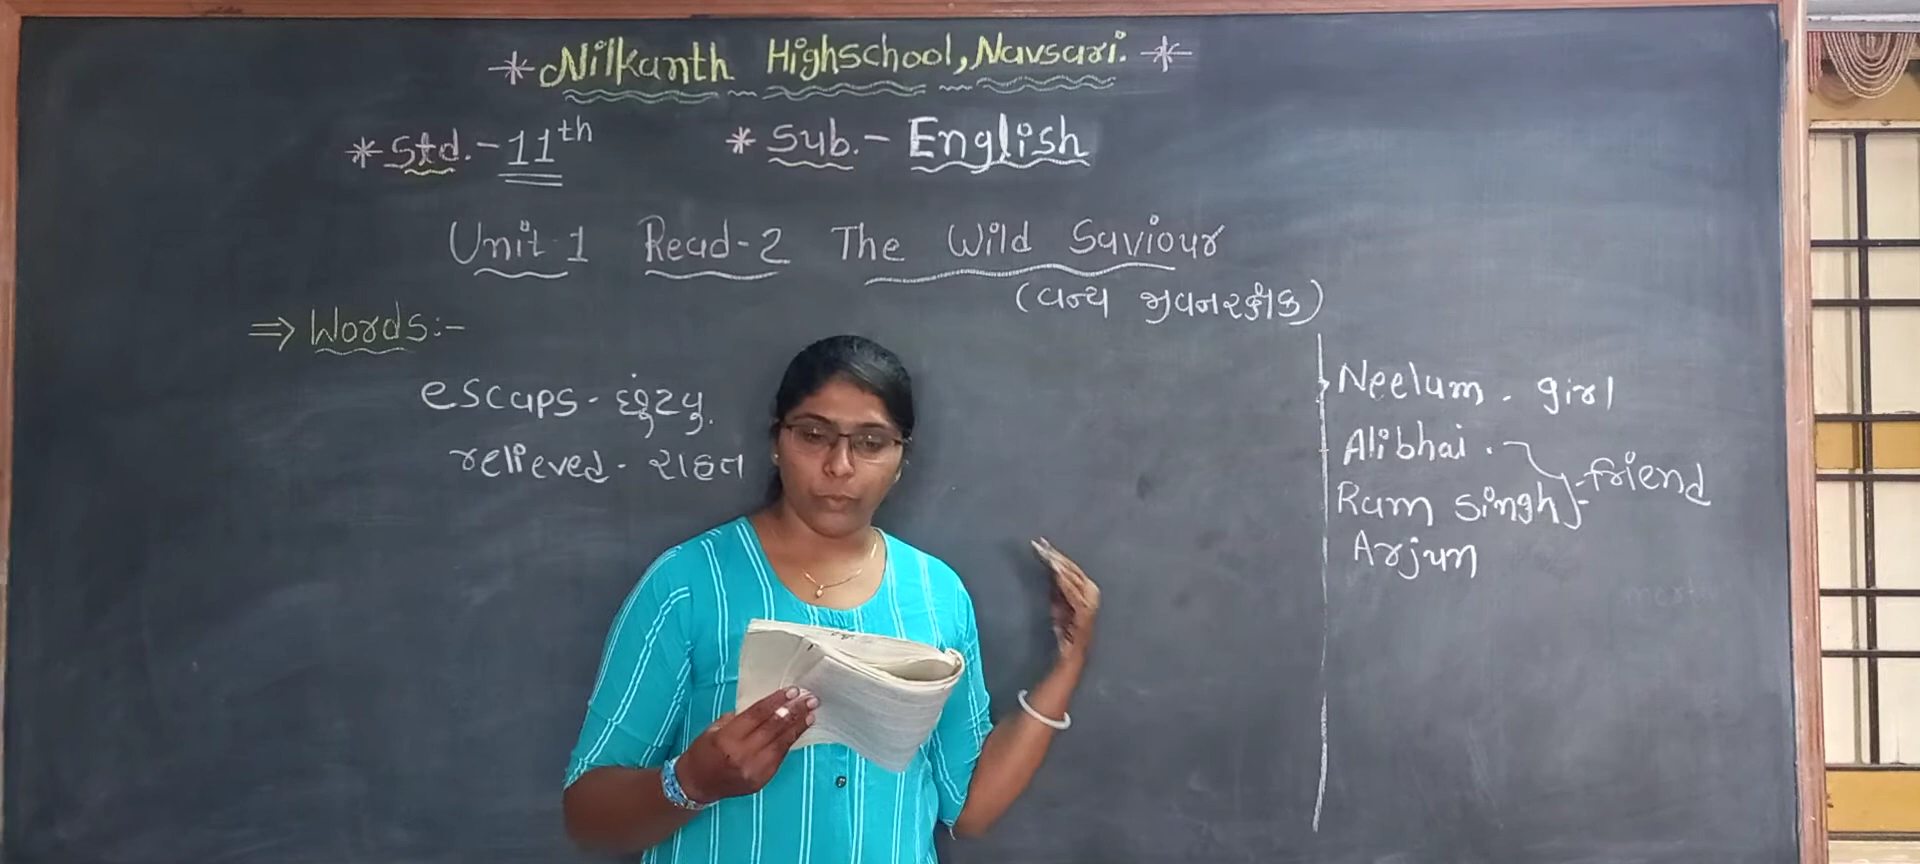 * Nilkanth Highschool, Navsari. *
* Std. - 11th * Sub. - English
Unit-1 Read-2 The Wild Saviour
(વન્ય જીવનરક્ષક)
⇒ Words:-
escaps - છૂટવુ.
relieved - રાહત
Neelum - girl
Alibhai -
Ram singh - friend
Arjun